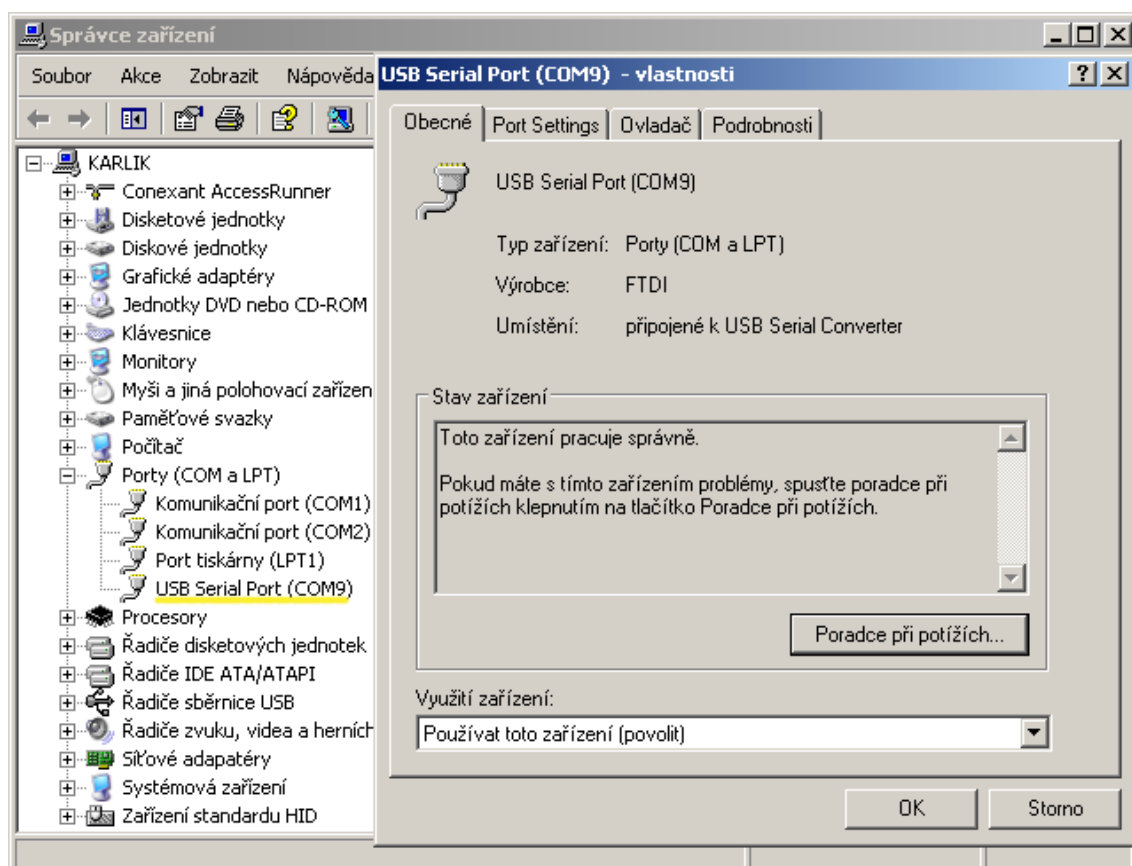 Správce zařízení
Soubor Akce Zobrazit Nápověda
KARLIK
Conexant AccessRunner
Disketové jednotky
Diskové jednotky
Grafické adaptéry
Jednotky DVD nebo CD-ROM
Klávesnice
Monitory
Myši a jiná polohovací zařízen
Paměťové svazky
Počítač
Porty (COM a LPT)
Komunikační port (COM1)
Komunikační port (COM2)
Port tiskárny (LPT1)
USB Serial Port (COM9)
Procesory
Řadiče disketových jednotek
Řadiče IDE ATA/ATAPI
Řadiče sběrnice USB
Řadiče zvuku, videa a herních
Síťové adapatéry
Systémová zařízení
Zařízení standardu HID
USB Serial Port (COM9) - vlastnosti
Obecné Port Settings Ovladač Podrobnosti
USB Serial Port (COM9)
Typ zařízení: Porty (COM a LPT)
Výrobce: FTDI
Umístění: připojené k USB Serial Converter
Stav zařízení
Toto zařízení pracuje správně.
Pokud máte s tímto zařízením problémy, spusťte poradce při
potížích klepnutím na tlačítko Poradce při potížích.
Poradce při potížích...
Využití zařízení:
Používat toto zařízení (povolit)
OK Storno